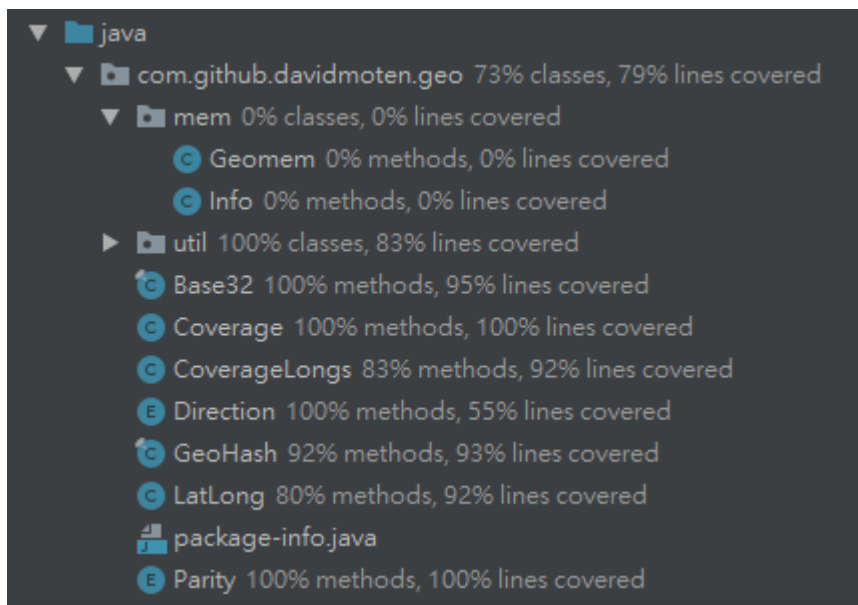 java
com.github.davidmoten.geo 73% classes, 79% lines covered
mem 0% classes, 0% lines covered
C Geomem 0% methods, 0% lines covered
C Info 0% methods, 0% lines covered
util 100% classes, 83% lines covered
C Base32 100% methods, 95% lines covered
C Coverage 100% methods, 100% lines covered
C CoverageLongs 83% methods, 92% lines covered
E Direction 100% methods, 55% lines covered
C GeoHash 92% methods, 93% lines covered
C LatLong 80% methods, 92% lines covered
J package-info.java
E Parity 100% methods, 100% lines covered